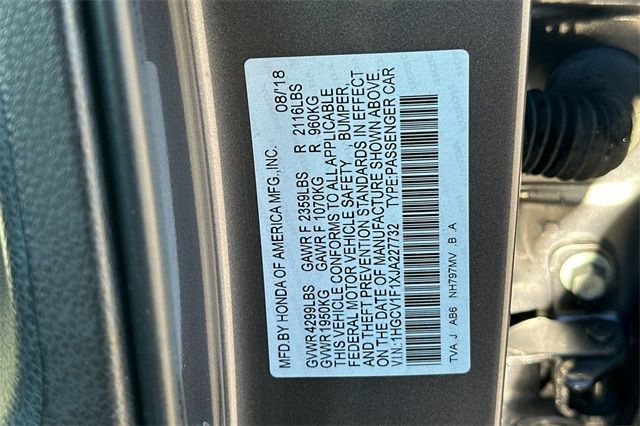 MFD.BY HONDA OF AMERICA MFG.,INC. 08/18
GVWR 4299LBS GAWR F 2359LBS R 2116LBS
GVWR 1950KG GAWR F 1070KG R 960KG
THIS VEHICLE CONFORMS TO ALL APPLICABLE
FEDERAL MOTOR VEHICLE SAFETY , BUMPER,
AND THEFT PREVENTION STANDARDS IN EFFECT
ON THE DATE OF MANUFACTURE SHOWN ABOVE.
V.I.N.:1HGCV1F1XJA227732 TYPE:PASSENGER CAR
TVA J AB6 NH797MV .B .A